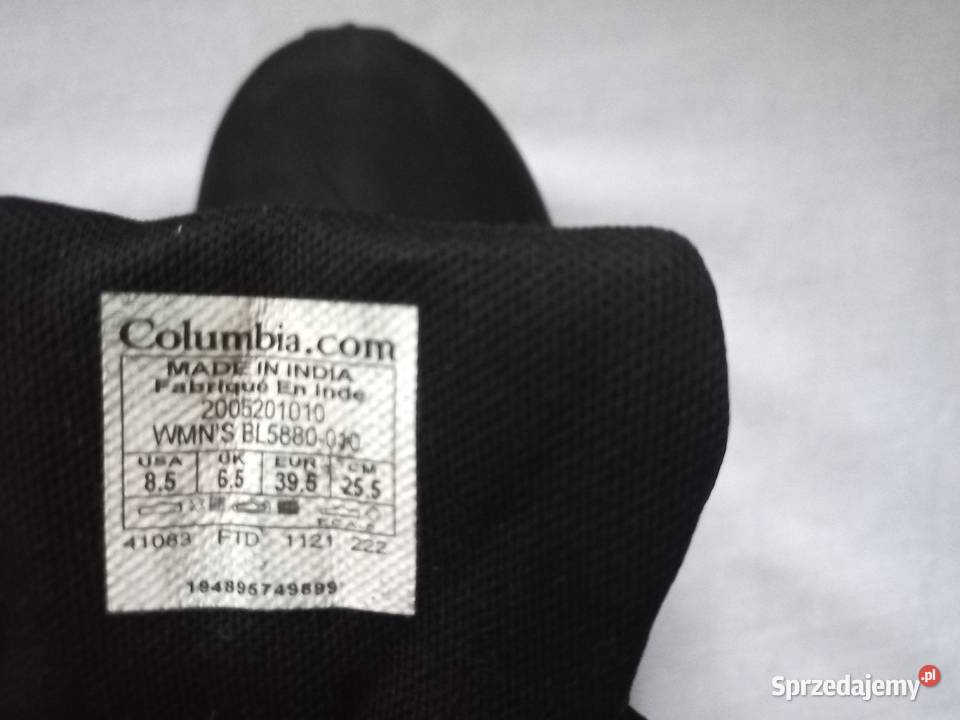 Columbia.com
MADE IN INDIA
Fabriqué En Inde
2005201010
WMN'S BL5880-010
USA UK EUR CM
8.5 6.5 39.5 25.5
41063 FTD 1121 222
194895749899
Sprzedajemy.pl